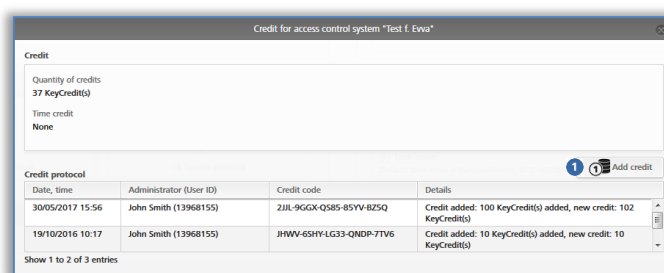 Credit for access control system "Test f. Evva"
Credit
Quantity of credits
37 KeyCredit(s)
Time credit
None
1 1 Add credit
Credit protocol
Date, time Administrator (User ID) Credit code Details
30/05/2017 15:56 John Smith (13968155) 2JJL-9GGX-QS85-85YV-BZ5Q Credit added: 100 KeyCredit(s) added, new credit: 102
KeyCredit(s)
19/10/2016 10:17 John Smith (13968155) JHWV-6SHY-LG33-QNDP-7TV6 Credit added: 10 KeyCredit(s) added, new credit: 10
KeyCredit(s)
Show 1 to 2 of 3 entries